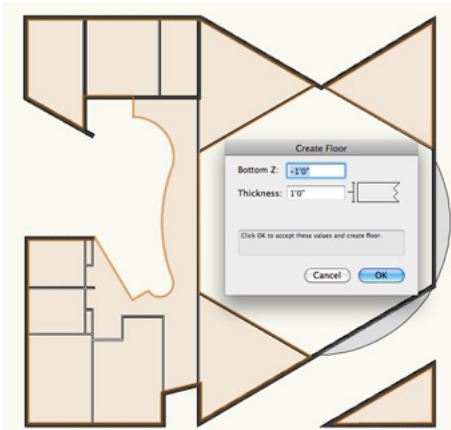 Create Floor
Bottom Z: -1'0"
Thickness: 1'0"
Click OK to accept these values and create floor.
Cancel OK